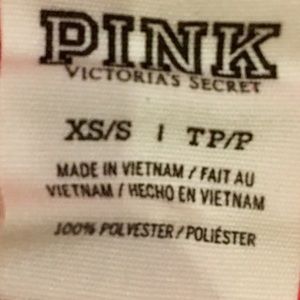 PINK
VICTORIA'S SECRET
XS/S | TP/P
MADE IN VIETNAM / FAIT AU
VIETNAM / HECHO EN VIETNAM
100% POLYESTER / POLIÉSTER